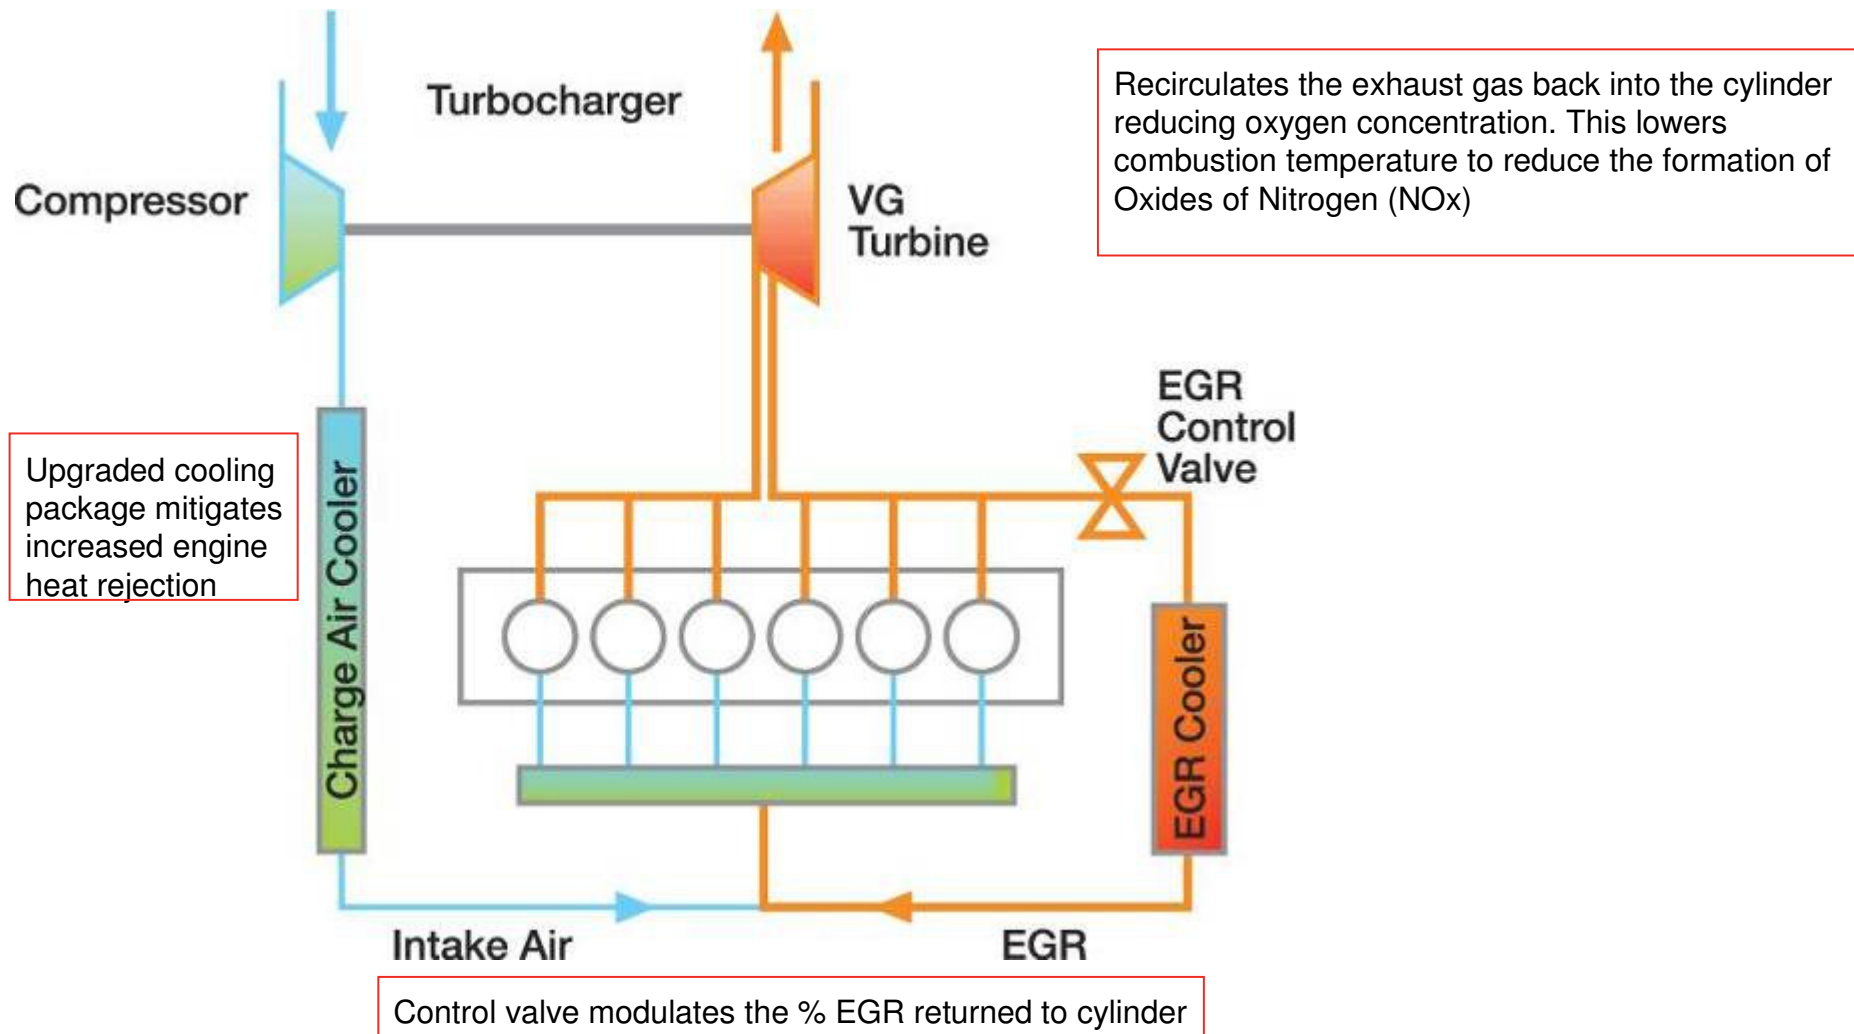 Turbocharger
Compressor
VG
Turbine
Recirculates the exhaust gas back into the cylinder
reducing oxygen concentration. This lowers
combustion temperature to reduce the formation of
Oxides of Nitrogen (NOx)
EGR
Control
Valve
Upgraded cooling
package mitigates
increased engine
heat rejection
Charge Air Cooler
EGR Cooler
Intake Air
EGR
Control valve modulates the % EGR returned to cylinder